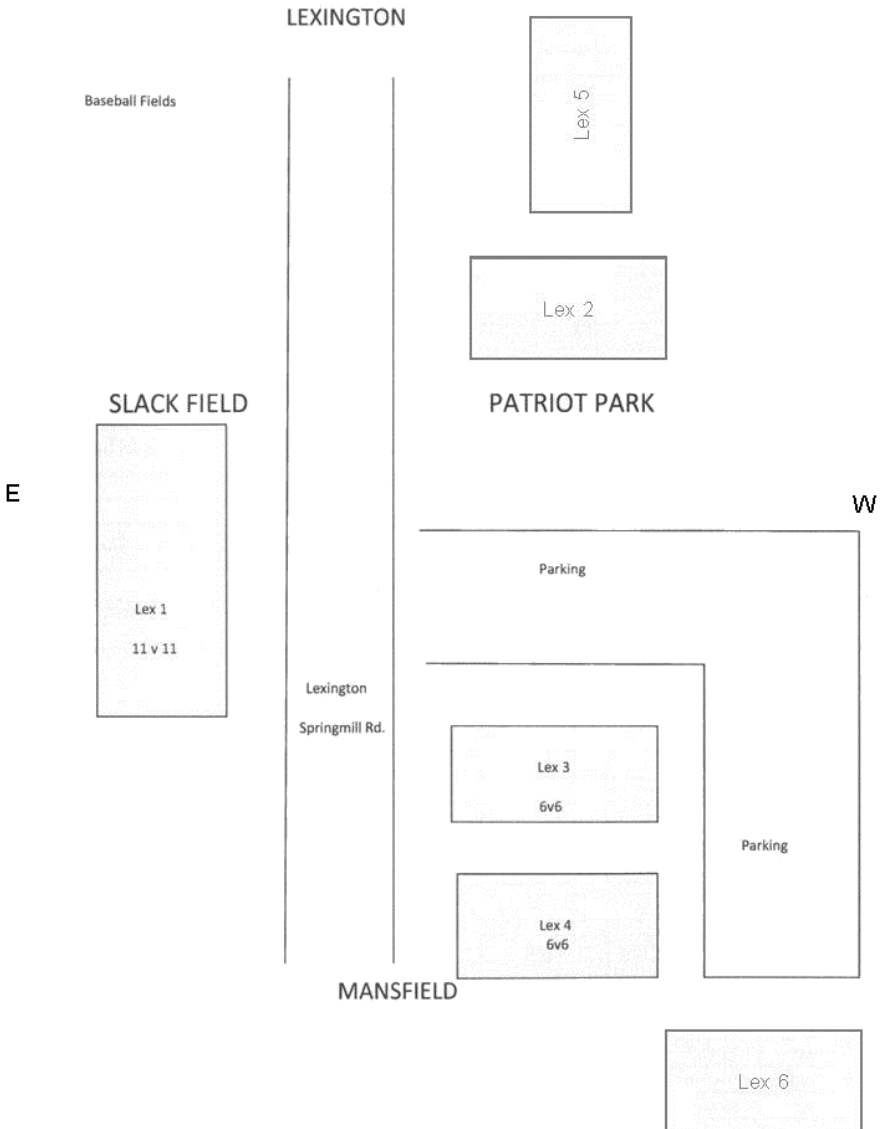 LEXINGTON
Baseball Fields
Lex 5
Lex 2
SLACK FIELD
PATRIOT PARK
E
W
Parking
Lex 1
11 v 11
Lexington
Springmill Rd.
Lex 3
6v6
Parking
Lex 4
6v6
MANSFIELD
Lex 6